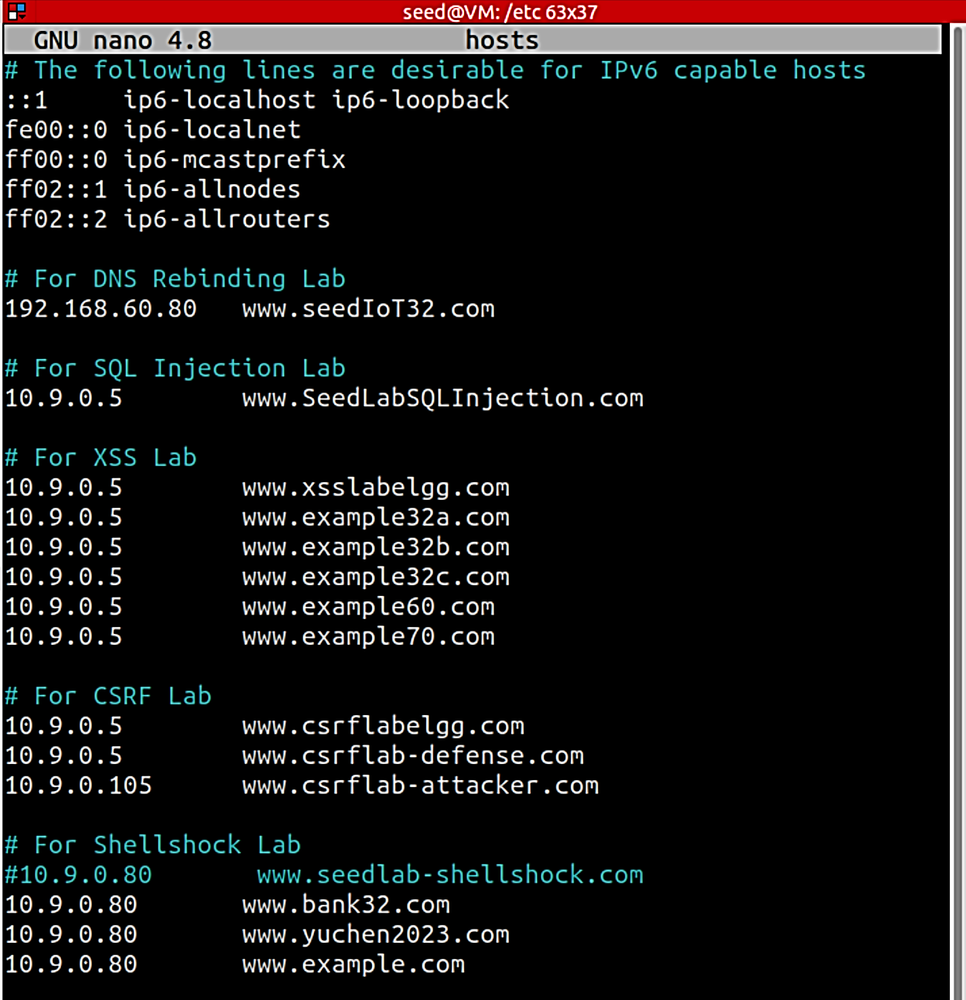 seed@VM: /etc 63x37
GNU nano 4.8 hosts
# The following lines are desirable for IPv6 capable hosts
::1 ip6-localhost ip6-loopback
fe00::0 ip6-localnet
ff00::0 ip6-mcastprefix
ff02::1 ip6-allnodes
ff02::2 ip6-allrouters
# For DNS Rebinding Lab
192.168.60.80 www.seedIoT32.com
# For SQL Injection Lab
10.9.0.5 www.SeedLabSQLInjection.com
# For XSS Lab
10.9.0.5 www.xsslabelgg.com
10.9.0.5 www.example32a.com
10.9.0.5 www.example32b.com
10.9.0.5 www.example32c.com
10.9.0.5 www.example60.com
10.9.0.5 www.example70.com
# For CSRF Lab
10.9.0.5 www.csrflabelgg.com
10.9.0.5 www.csrflab-defense.com
10.9.0.105 www.csrflab-attacker.com
# For Shellshock Lab
#10.9.0.80 www.seedlab-shellshock.com
10.9.0.80 www.bank32.com
10.9.0.80 www.yuchen2023.com
10.9.0.80 www.example.com